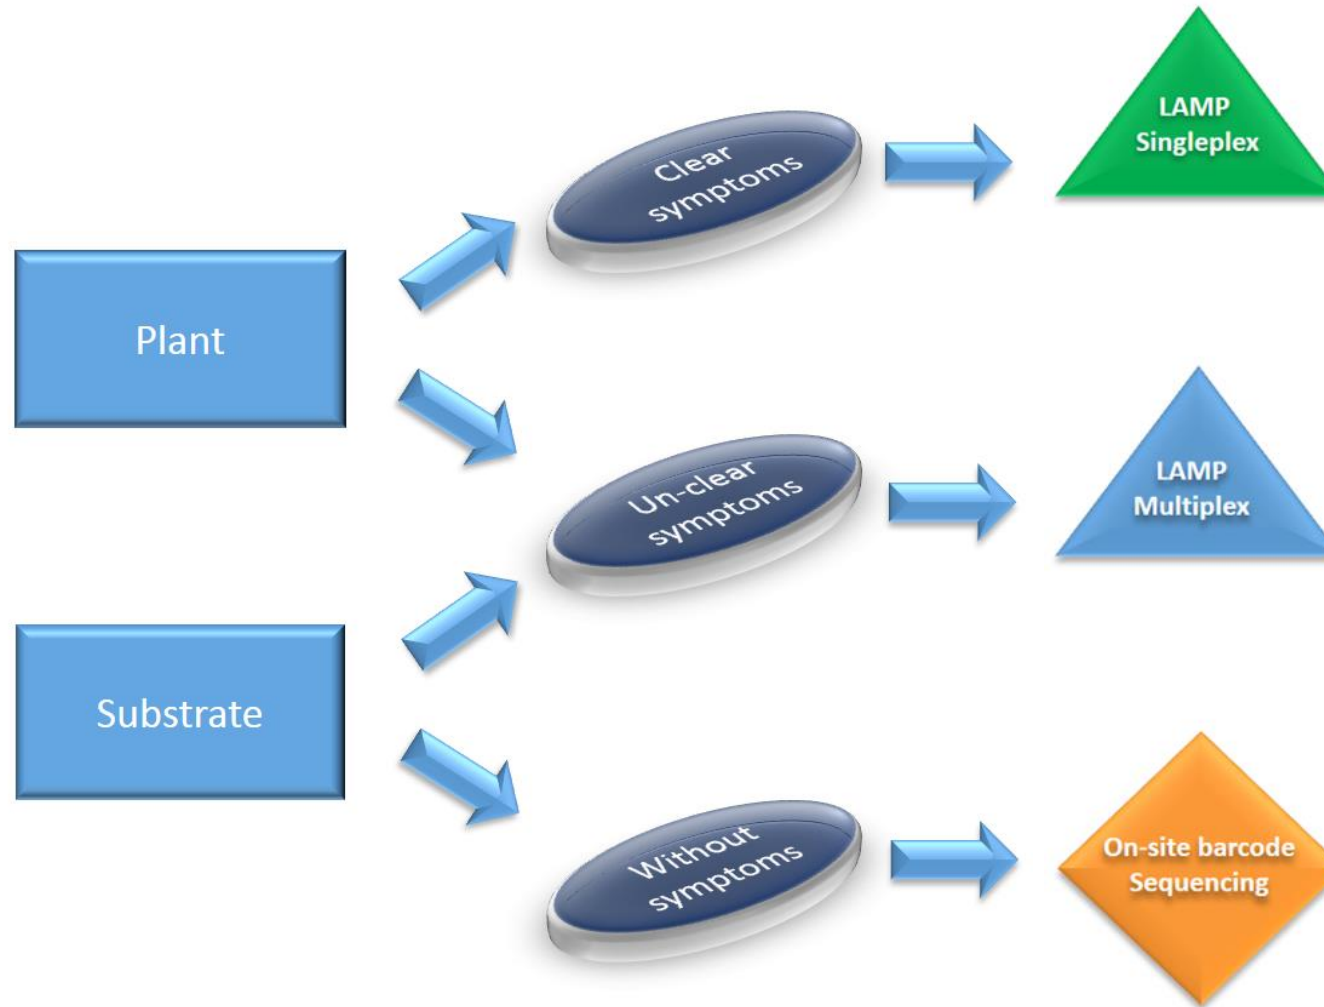 Clear
symptoms
LAMP
Singleplex
Plant
Un-clear
symptoms
LAMP
Multiplex
Substrate
Without
symptoms
On-site barcode
Sequencing